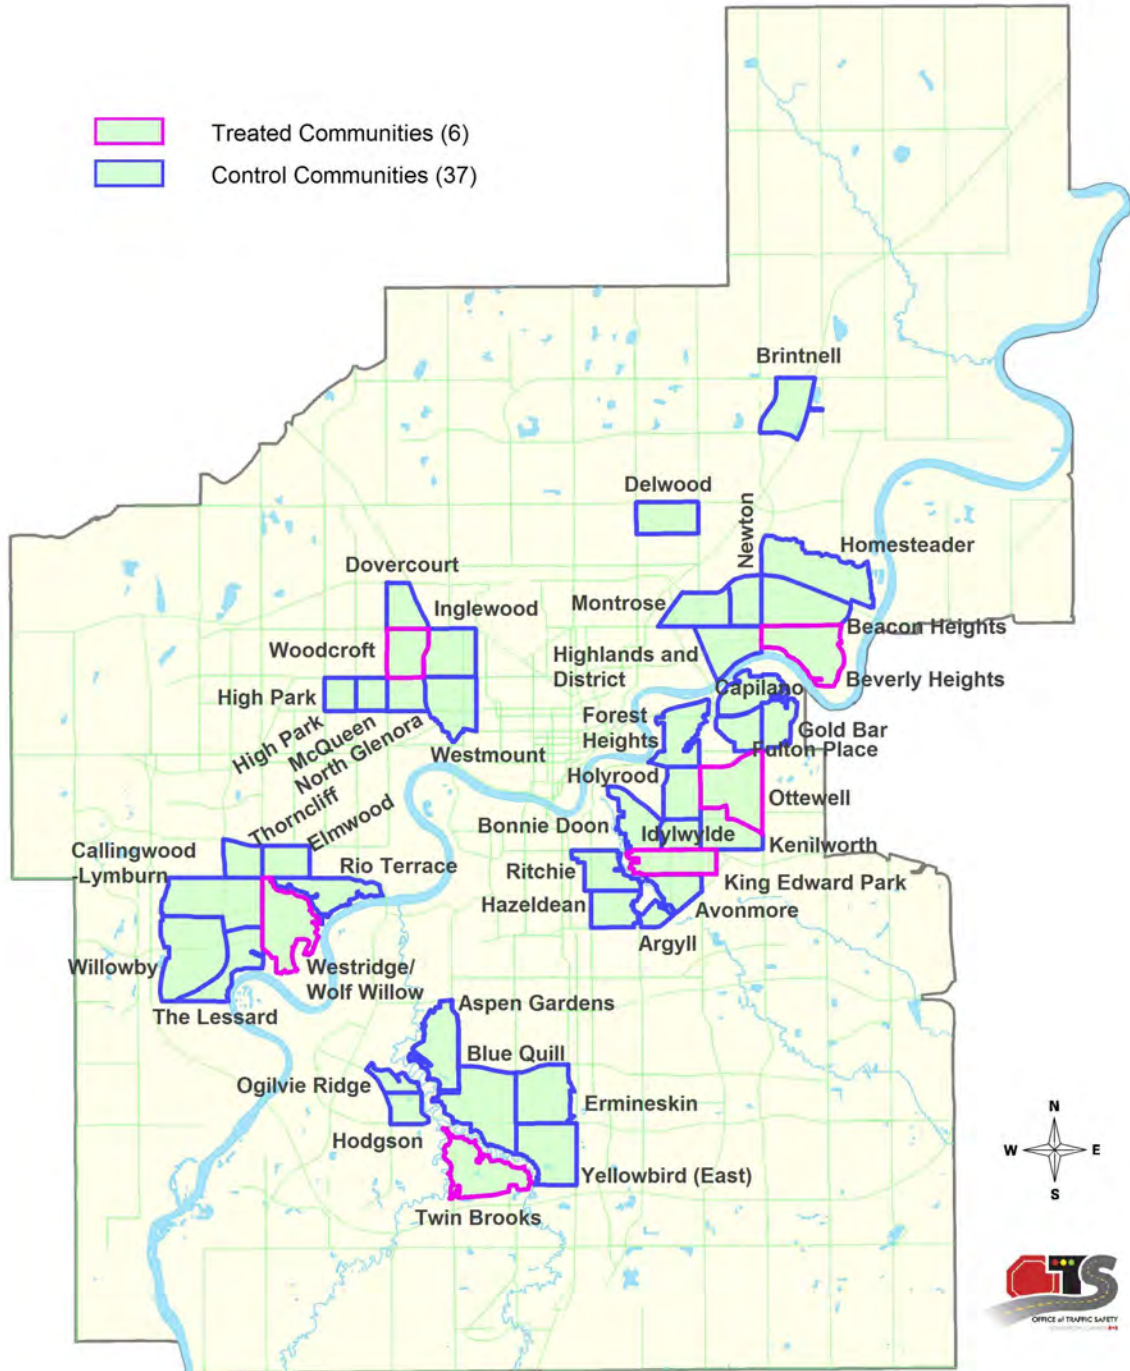 Treated Communities (6)
Control Communities (37)
Brintnell
Delwood
Newton
Homesteader
Dovercourt
Inglewood
Montrose
Woodcroft
Beacon Heights
Highlands and
District
Beverly Heights
High Park
Capilano
Forest
Heights
Gold Bar
High Park
McQueen
North Glenora
Westmount
Fulton Place
Holyrood
Ottewell
Thorncliff
Elmwood
Bonnie Doon
Idylwylde
Kenilworth
Callingwood
-Lymburn
Rio Terrace
Ritchie
King Edward Park
Hazeldean
Avonmore
Argyll
Willowby
Westridge/
Wolf Willow
The Lessard
Aspen Gardens
Blue Quill
Ogilvie Ridge
Ermineskin
Hodgson
Yellowbird (East)
Twin Brooks
N
W E
S
OTS
OFFICE of TRAFFIC SAFETY